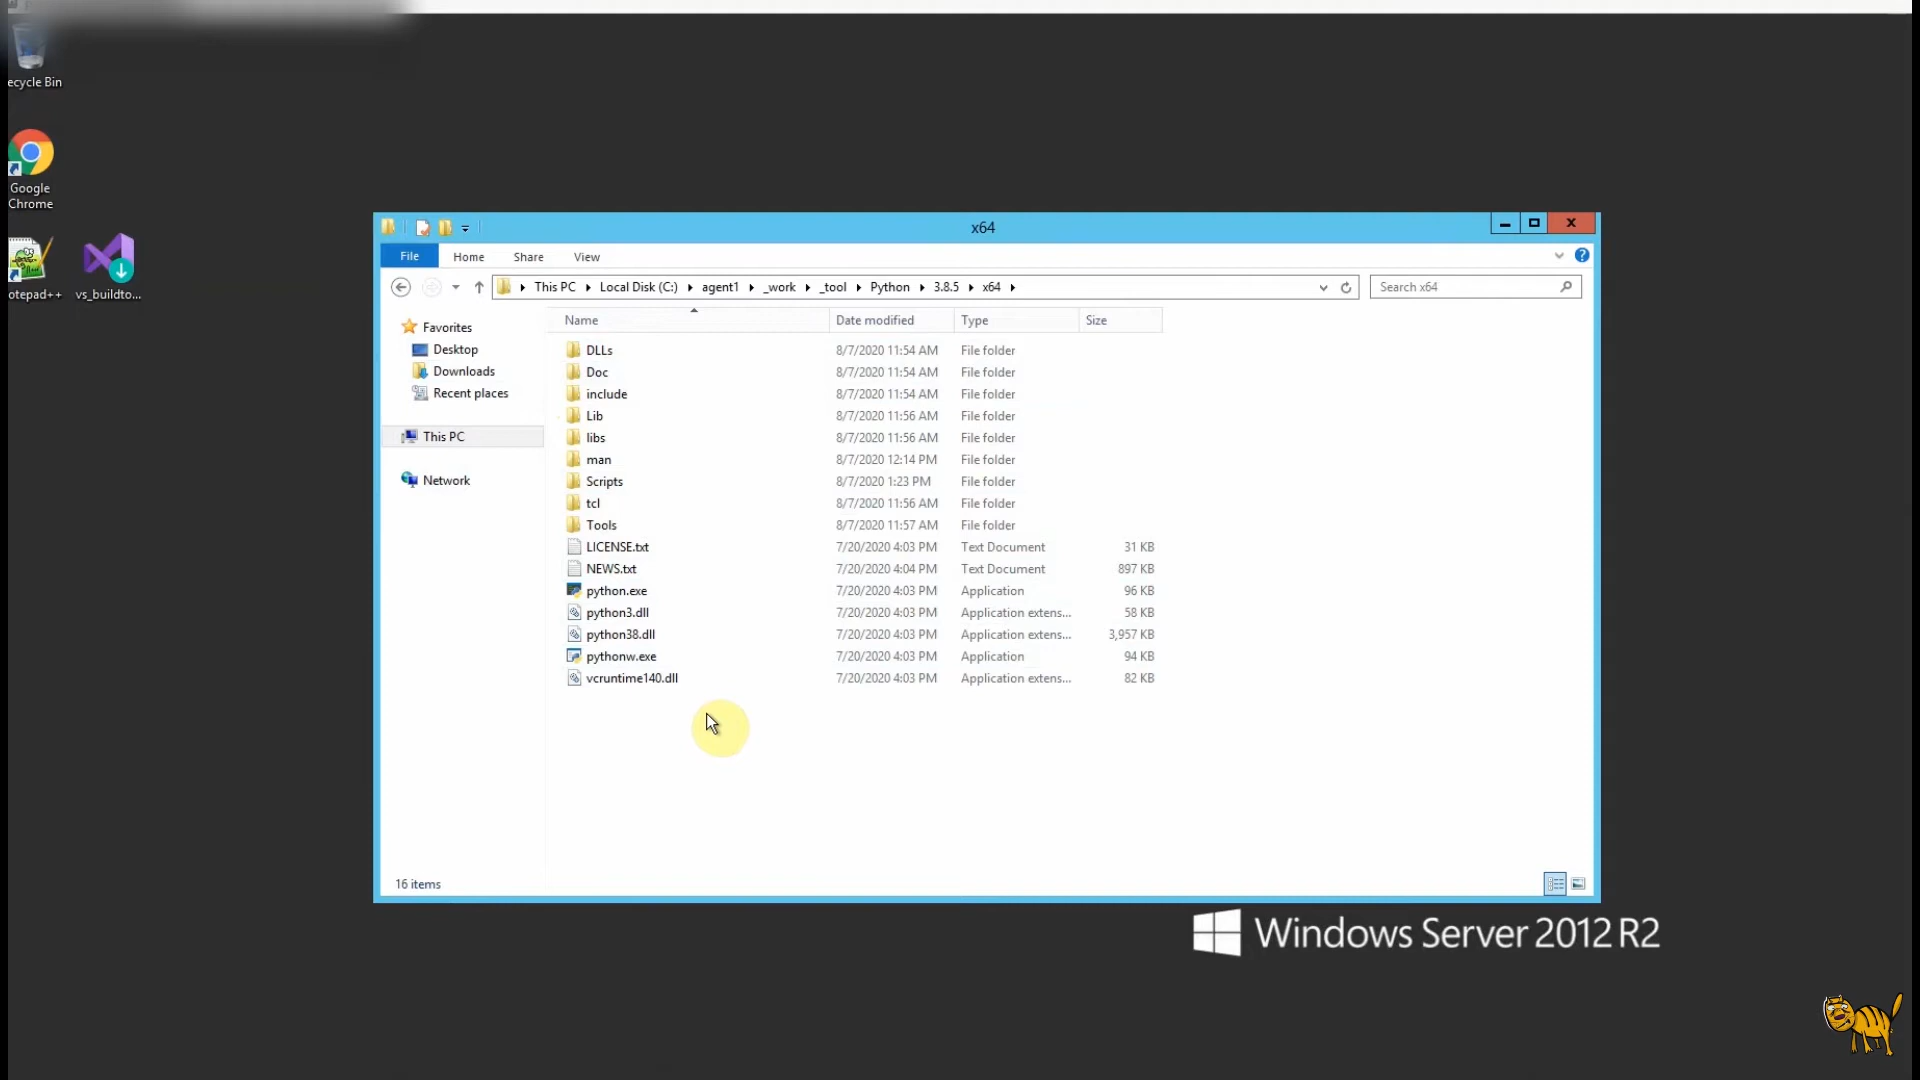 ecycle Bin
Google
Chrome
otepad++
vs_buildto...
x64
File Home Share View
This PC Local Disk (C:) agent1 _work _tool Python 3.8.5 x64
Search x64
Favorites
Desktop
Downloads
Recent places
This PC
Network
Name Date modified Type Size
DLLs 8/7/2020 11:54 AM File folder
Doc 8/7/2020 11:54 AM File folder
include 8/7/2020 11:54 AM File folder
Lib 8/7/2020 11:56 AM File folder
libs 8/7/2020 11:56 AM File folder
man 8/7/2020 12:14 PM File folder
Scripts 8/7/2020 1:23 PM File folder
tcl 8/7/2020 11:56 AM File folder
Tools 8/7/2020 11:57 AM File folder
LICENSE.txt 7/20/2020 4:03 PM Text Document 31 KB
NEWS.txt 7/20/2020 4:04 PM Text Document 897 KB
python.exe 7/20/2020 4:03 PM Application 96 KB
python3.dll 7/20/2020 4:03 PM Application extens... 58 KB
python38.dll 7/20/2020 4:03 PM Application extens... 3,957 KB
pythonw.exe 7/20/2020 4:03 PM Application 94 KB
vcruntime140.dll 7/20/2020 4:03 PM Application extens... 82 KB
16 items
Windows Server 2012 R2